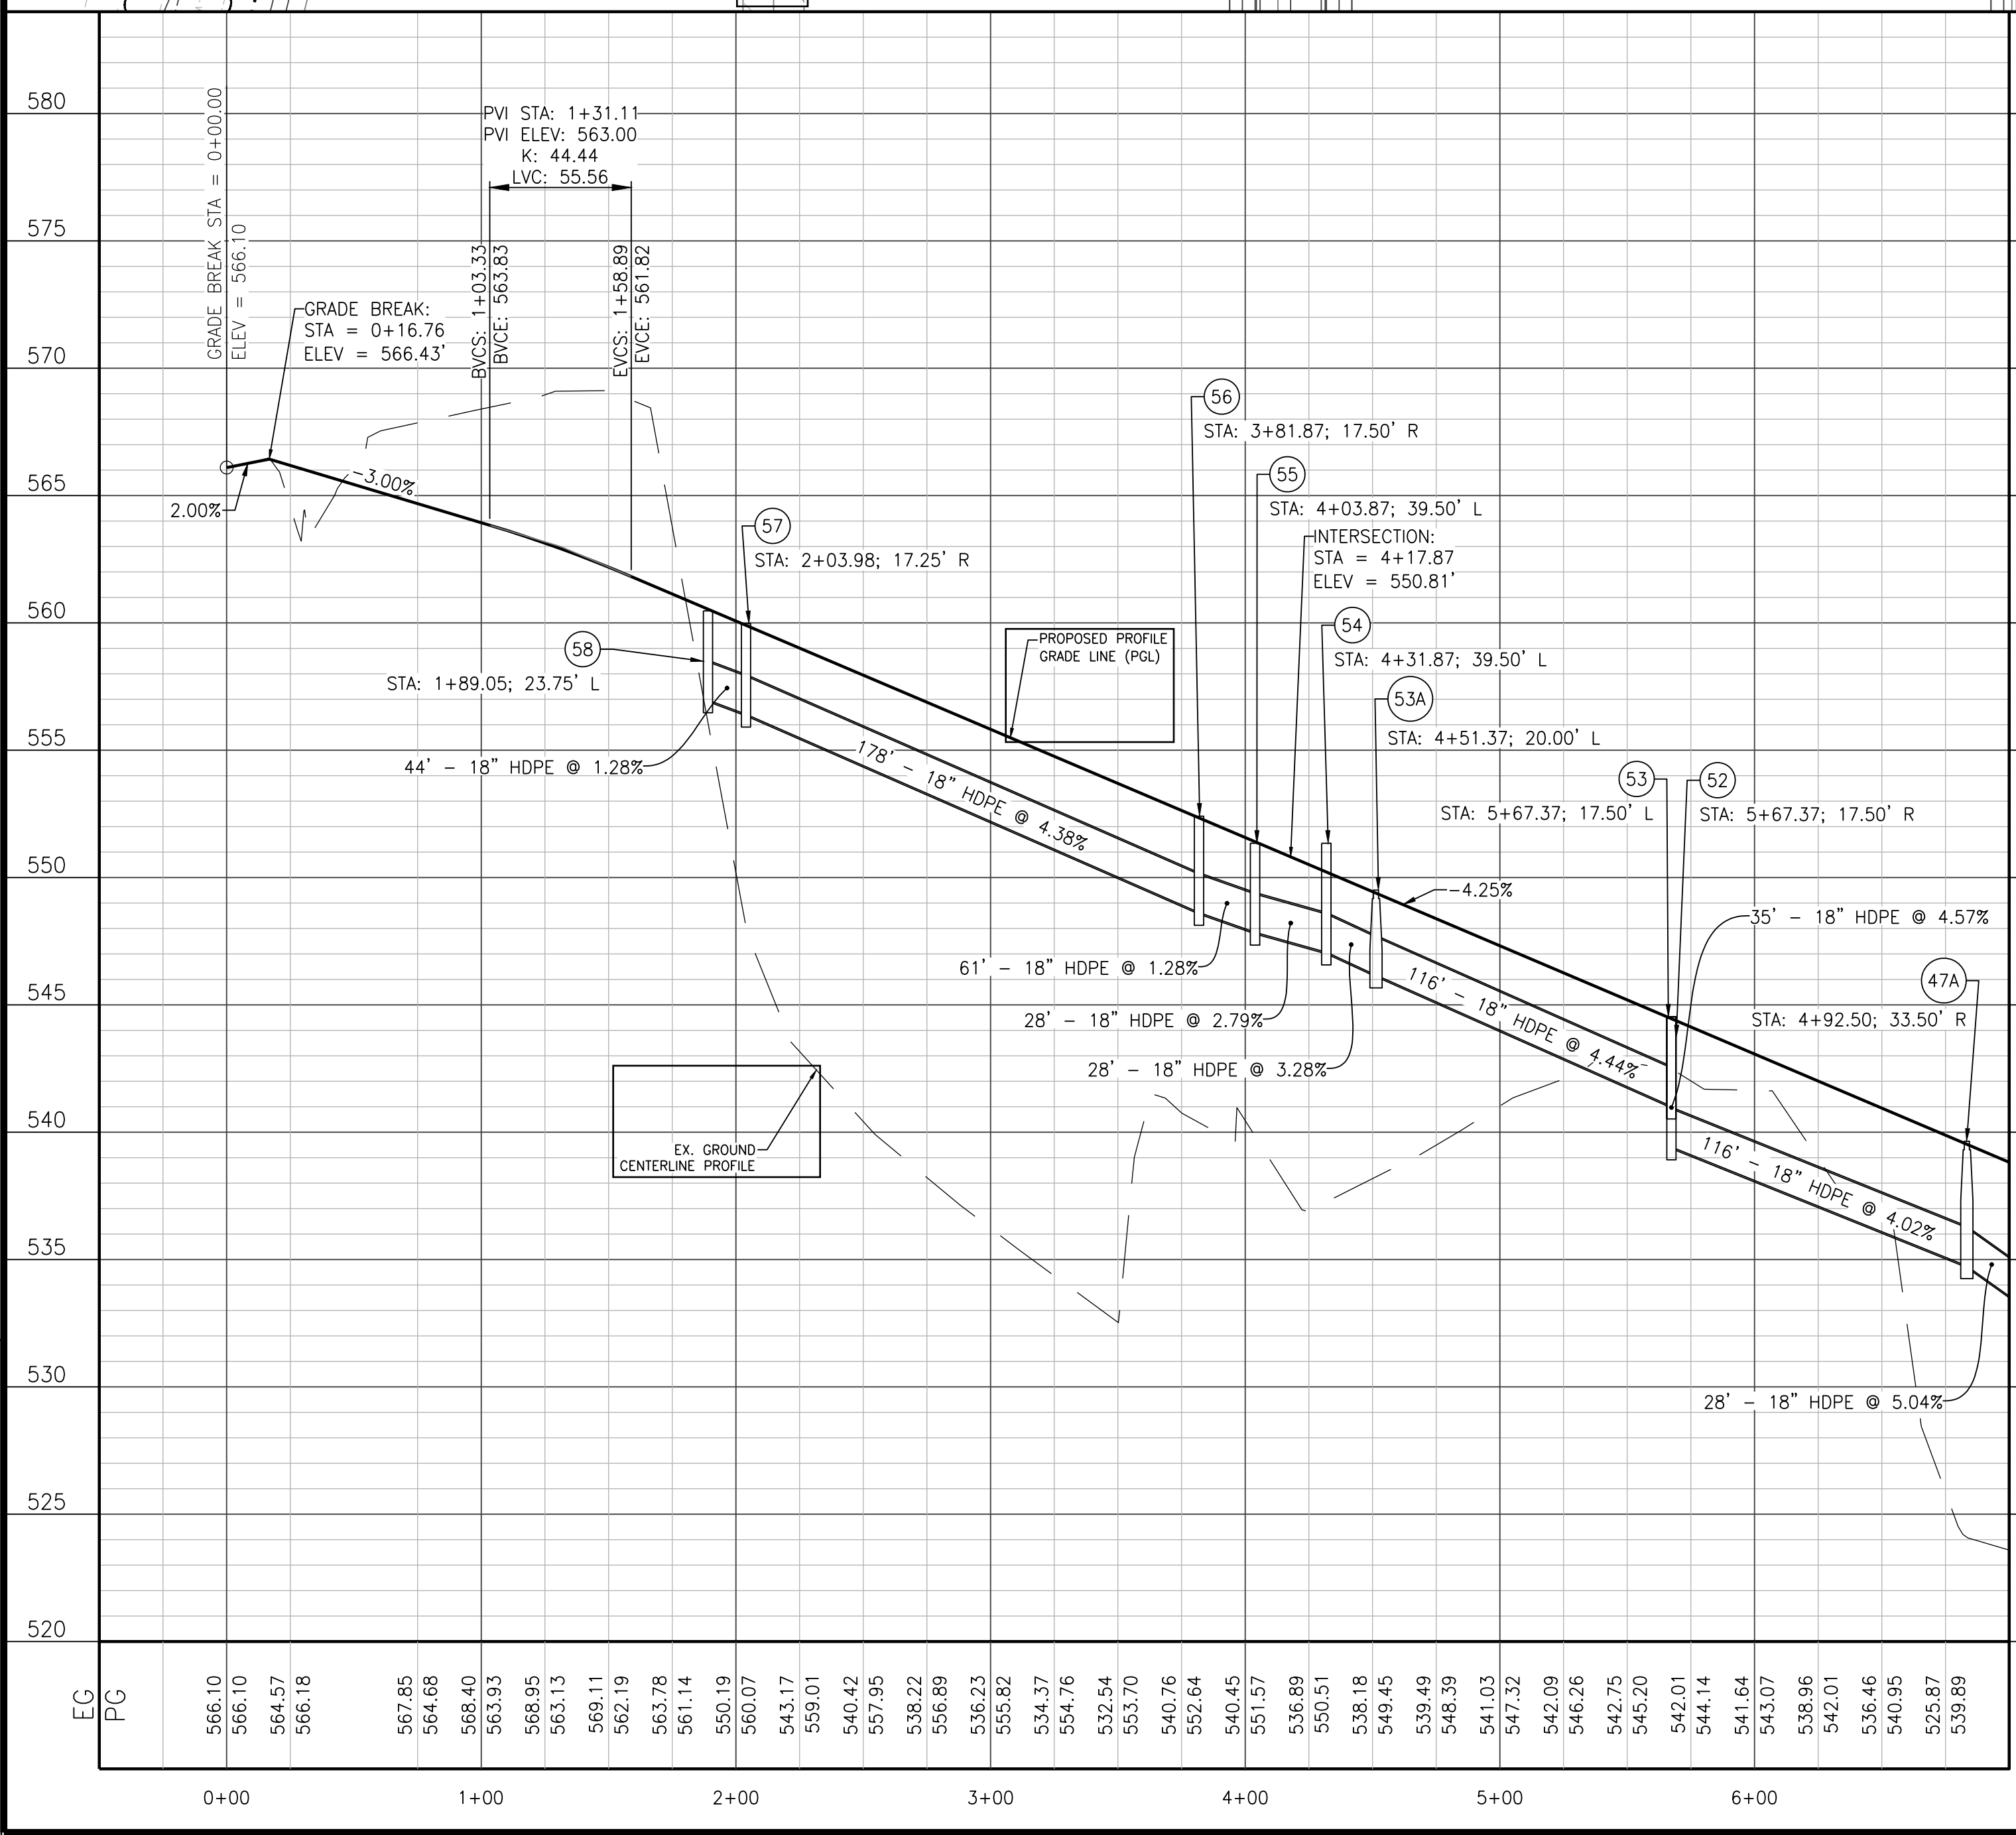 580
575
570
565
560
555
550
545
540
535
530
525
520
GRADE BREAK STA = 0+00.00
ELEV = 566.10
GRADE BREAK:
STA = 0+16.76
ELEV = 566.43'
2.00%
-3.00%
PVI STA: 1+31.11
PVI ELEV: 563.00
K: 44.44
LVC: 55.56
BVCS: 1+03.33
BVCE: 563.83
EVCS: 1+58.89
EVCE: 561.82
57
STA: 2+03.98; 17.25' R
58
STA: 1+89.05; 23.75' L
44' - 18" HDPE @ 1.28%
178' - 18" HDPE @ 4.38%
56
STA: 3+81.87; 17.50' R
55
STA: 4+03.87; 39.50' L
INTERSECTION:
STA = 4+17.87
ELEV = 550.81'
54
STA: 4+31.87; 39.50' L
53A
STA: 4+51.37; 20.00' L
PROPOSED PROFILE
GRADE LINE (PGL)
53
STA: 5+67.37; 17.50' L
52
STA: 5+67.37; 17.50' R
-4.25%
35' - 18" HDPE @ 4.57%
61' - 18" HDPE @ 1.28%
28' - 18" HDPE @ 2.79%
28' - 18" HDPE @ 3.28%
116' - 18" HDPE @ 4.44%
47A
STA: 4+92.50; 33.50' R
116' - 18" HDPE @ 4.02%
28' - 18" HDPE @ 5.04%
EX. GROUND
CENTERLINE PROFILE
EG
PG
566.10
566.10
564.57
566.18
567.85
564.68
568.40
563.93
568.95
563.13
569.11
562.19
563.78
561.14
550.19
560.07
543.17
559.01
540.42
557.95
538.22
556.89
536.23
555.82
534.37
554.76
532.54
553.70
540.76
552.64
540.45
551.57
536.89
550.51
538.18
549.45
539.49
548.39
541.03
547.32
542.09
546.26
542.75
545.20
542.01
544.14
541.64
543.07
538.96
542.01
536.46
540.95
525.87
539.89
0+00
1+00
2+00
3+00
4+00
5+00
6+00